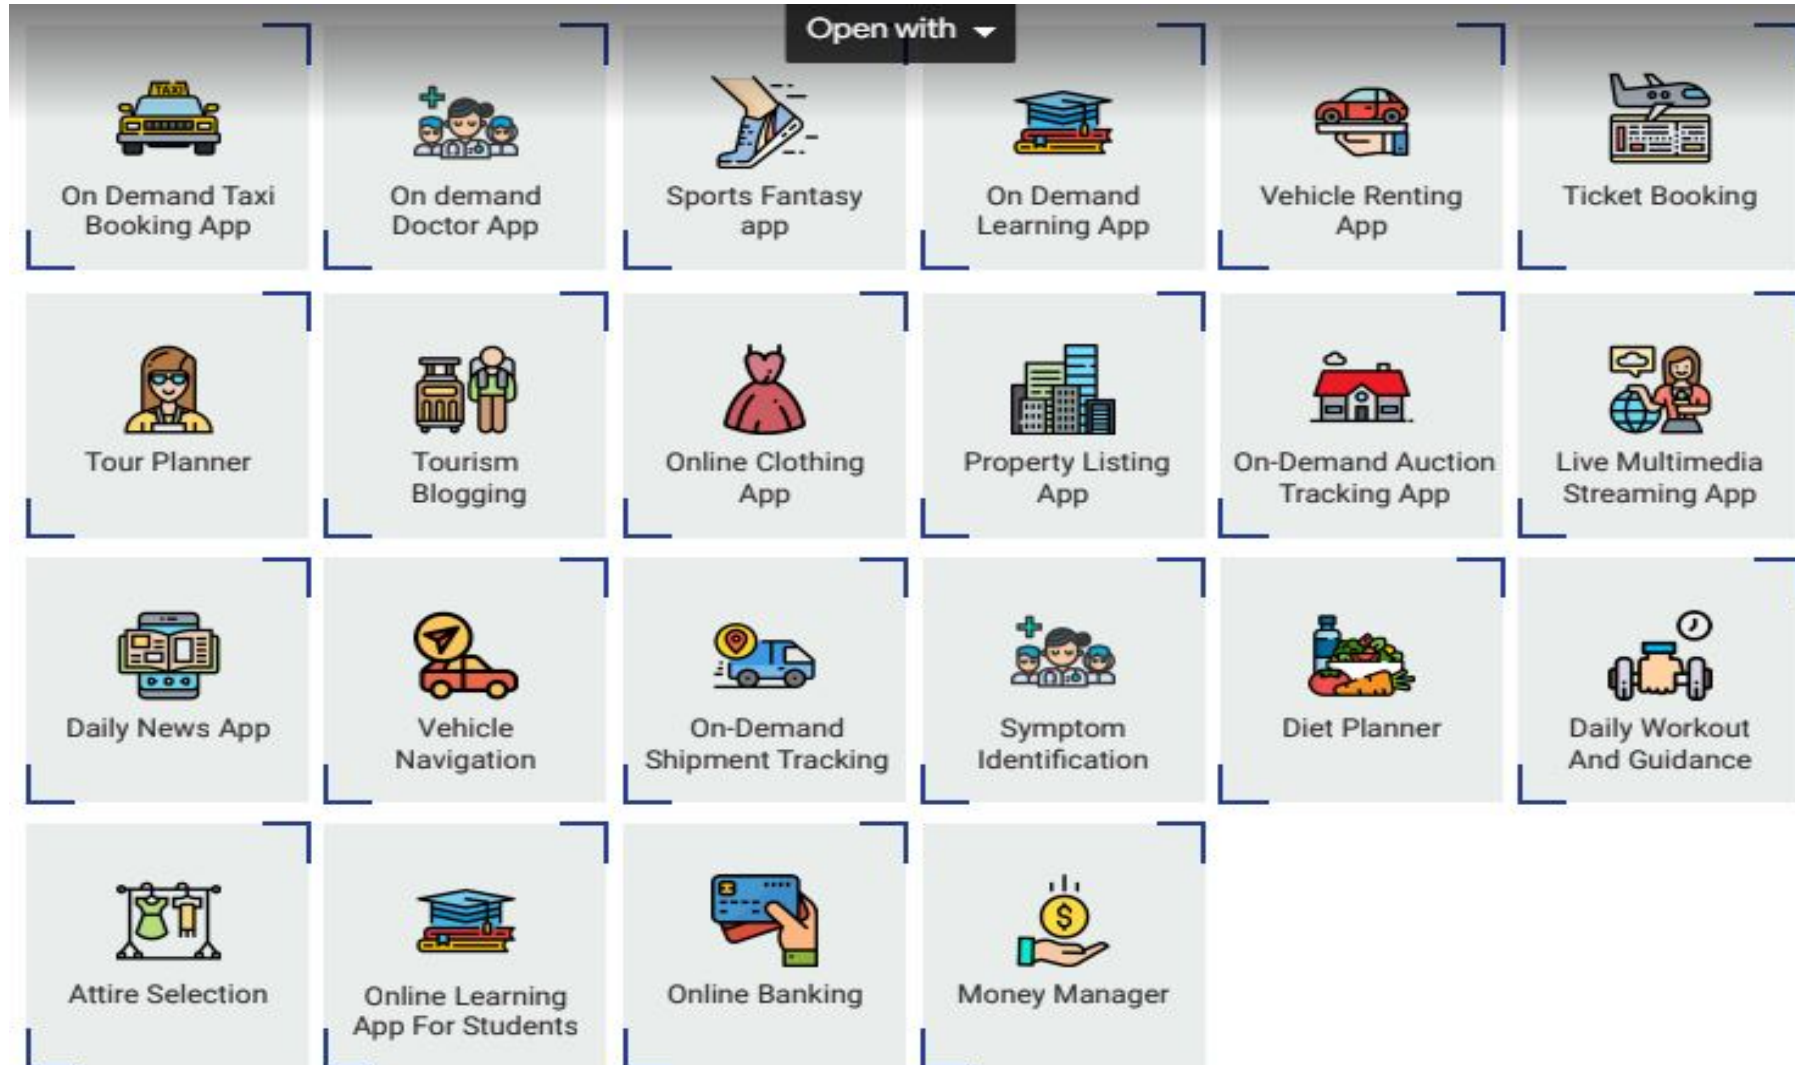 Open with
TAXI
On Demand Taxi
Booking App
On demand
Doctor App
Sports Fantasy
app
On Demand
Learning App
Vehicle Renting
App
Ticket Booking
Tour Planner
Tourism
Blogging
Online Clothing
App
Property Listing
App
On-Demand Auction
Tracking App
Live Multimedia
Streaming App
Daily News App
Vehicle
Navigation
On-Demand
Shipment Tracking
Symptom
Identification
Diet Planner
Daily Workout
And Guidance
Attire Selection
Online Learning
App For Students
Online Banking
$
Money Manager